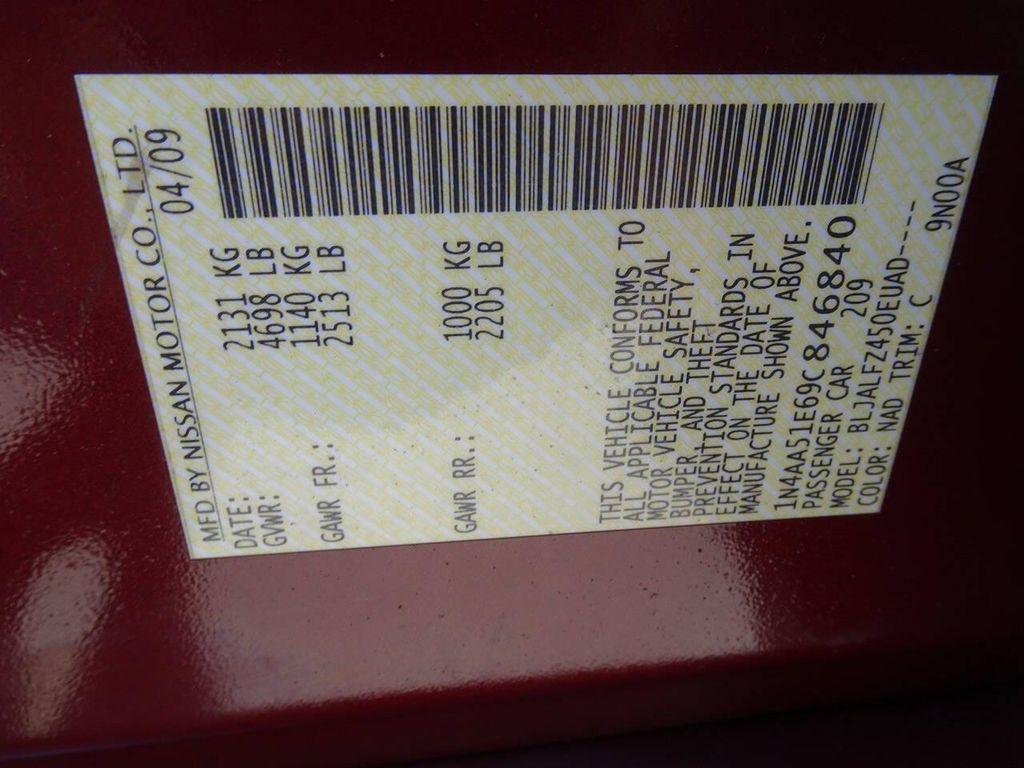 MFD BY NISSAN MOTOR CO., LTD.
DATE: 04/09
GVWR: 2131 KG
4698 LB
GAWR FR.: 1140 KG
2513 LB
GAWR RR.: 1000 KG
2205 LB
THIS VEHICLE CONFORMS TO
ALL APPLICABLE FEDERAL
MOTOR VEHICLE SAFETY,
BUMPER, AND THEFT
PREVENTION STANDARDS IN
EFFECT ON THE DATE OF
MANUFACTURE SHOWN ABOVE.
1N4AA51E69C846840
PASSENGER CAR 209
MODEL: BLJALFZ450EUAD----
COLOR: NAD TRIM: C 9N00A